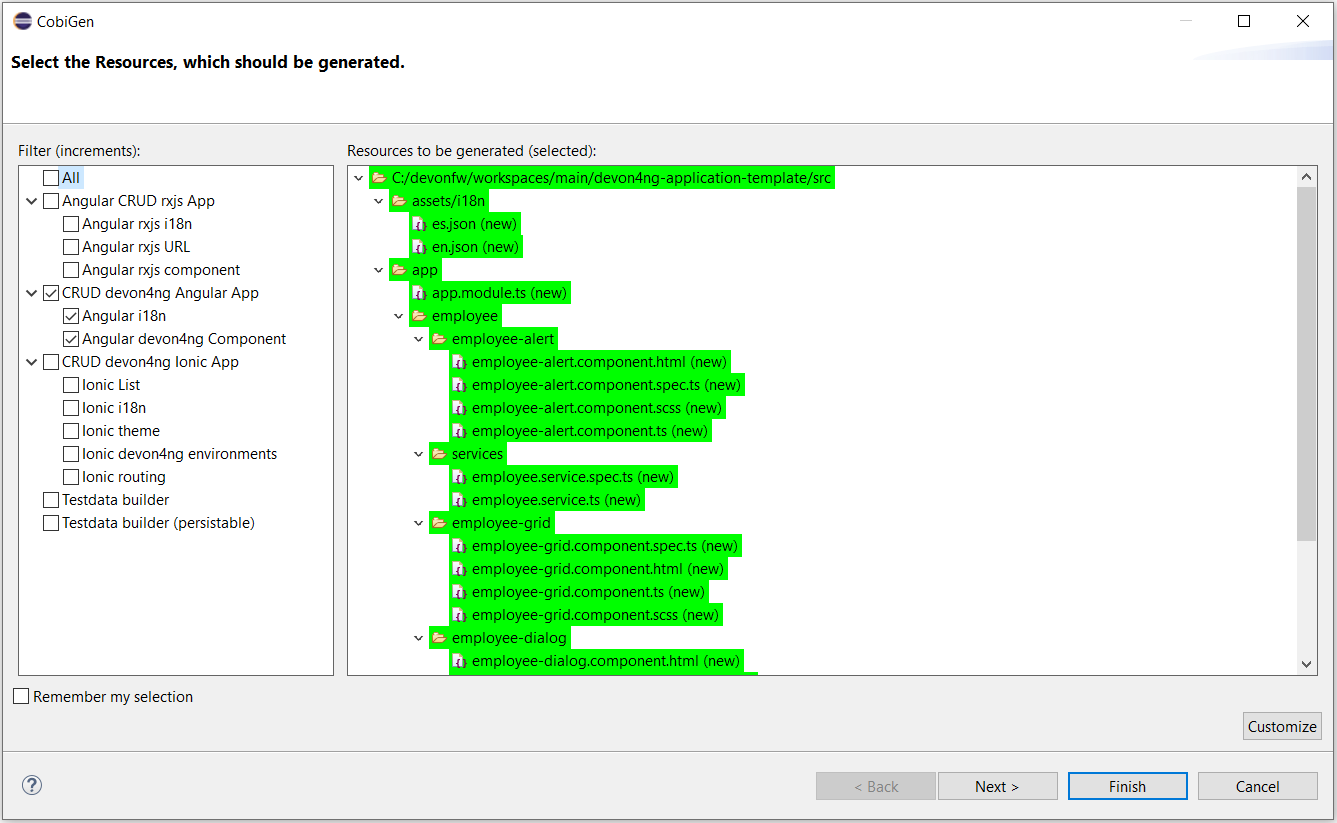 CobiGen
Select the Resources, which should be generated.
Filter (increments):
All
Angular CRUD rxjs App
Angular rxjs i18n
Angular rxjs URL
Angular rxjs component
CRUD devon4ng Angular App
Angular i18n
Angular devon4ng Component
CRUD devon4ng Ionic App
Ionic List
Ionic i18n
Ionic theme
Ionic devon4ng environments
Ionic routing
Testdata builder
Testdata builder (persistable)
Resources to be generated (selected):
C:/devonfw/workspaces/main/devon4ng-application-template/src
assets/i18n
es.json (new)
en.json (new)
app
app.module.ts (new)
employee
employee-alert
employee-alert.component.html (new)
employee-alert.component.spec.ts (new)
employee-alert.component.scss (new)
employee-alert.component.ts (new)
services
employee.service.spec.ts (new)
employee.service.ts (new)
employee-grid
employee-grid.component.spec.ts (new)
employee-grid.component.html (new)
employee-grid.component.ts (new)
employee-grid.component.scss (new)
employee-dialog
employee-dialog.component.html (new)
Remember my selection
Customize
?
< Back
Next >
Finish
Cancel